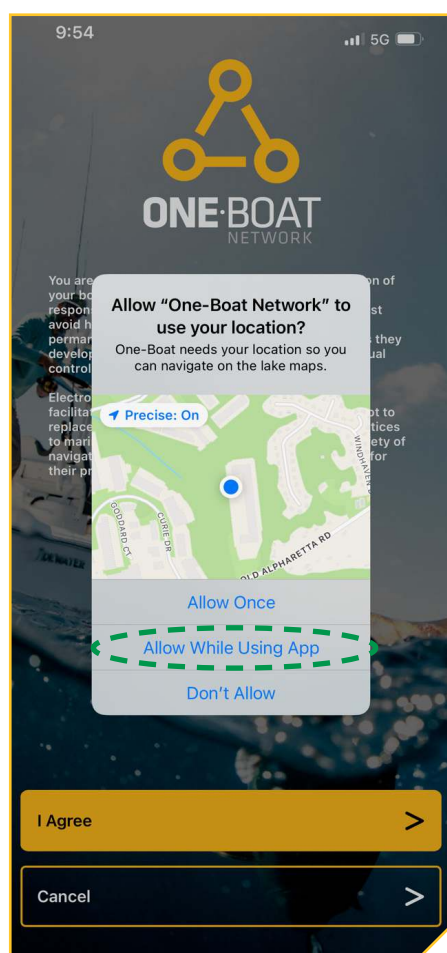 9:54
5G
ONE·BOAT
NETWORK
You are on of
your bo
respon st
avoid h
perman s they
develop ual
control
Electro
facilitat ot to
replace tices
to mari ety of
navigat for
their pr
Allow “One-Boat Network” to
use your location?
One-Boat needs your location so you
can navigate on the lake maps.
Precise: On
WINDHAVEN
GODDARD CT
CURIE DR
OLD ALPHARETTA RD
Allow Once
Allow While Using App
Don’t Allow
I Agree
>
Cancel
>